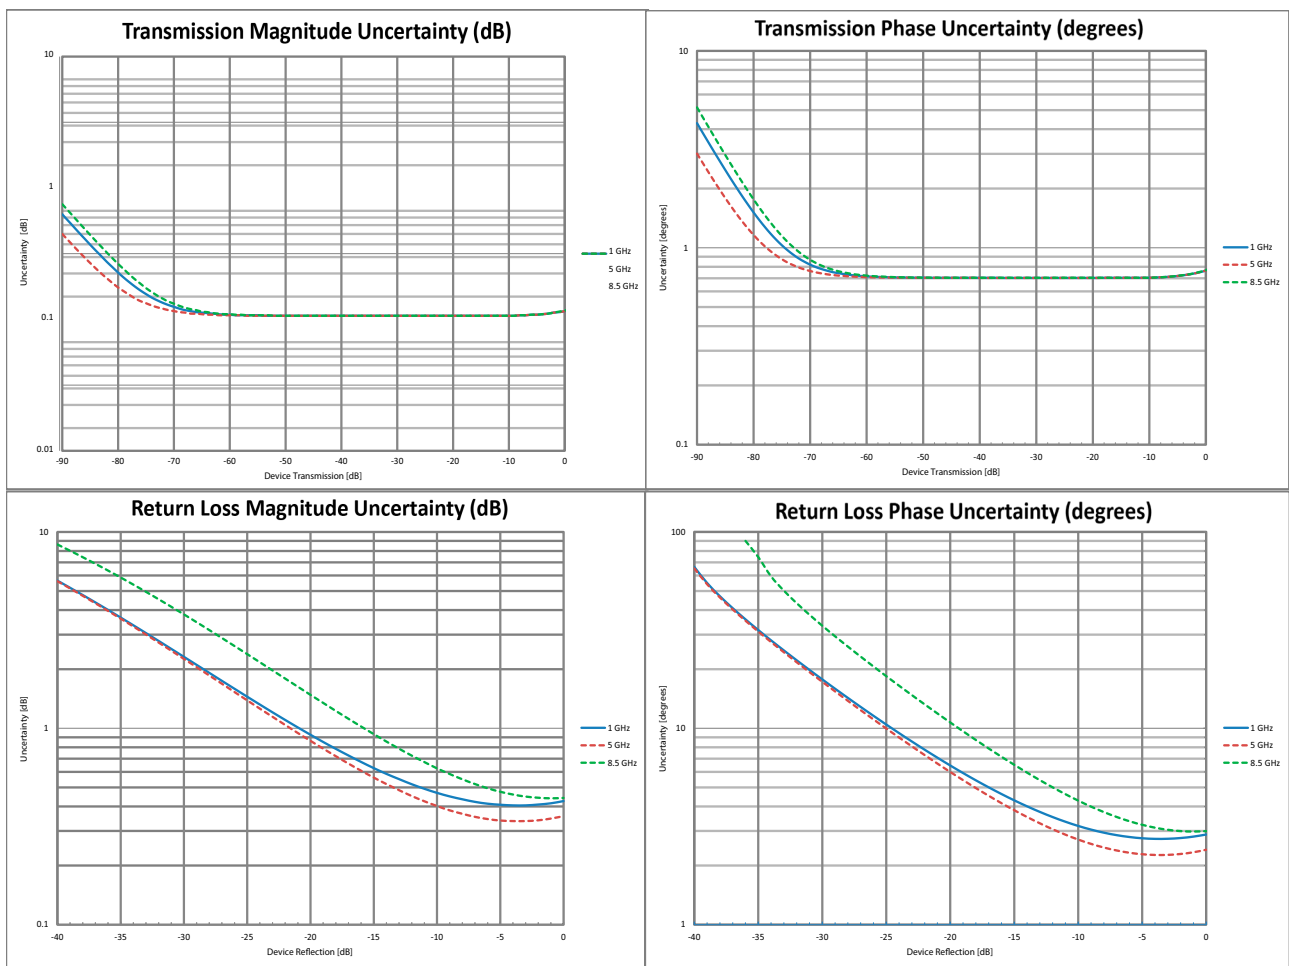 Transmission Magnitude Uncertainty (dB)
10
1
0.1
0.01
Uncertainty [dB]
-90 -80 -70 -60 -50 -40 -30 -20 -10 0
Device Transmission [dB]
1 GHz
5 GHz
8.5 GHz
Transmission Phase Uncertainty (degrees)
10
1
0.1
Uncertainty [degrees]
-90 -80 -70 -60 -50 -40 -30 -20 -10 0
Device Transmission [dB]
1 GHz
5 GHz
8.5 GHz
Return Loss Magnitude Uncertainty (dB)
10
1
0.1
Uncertainty [dB]
-40 -35 -30 -25 -20 -15 -10 -5 0
Device Reflection [dB]
1 GHz
5 GHz
8.5 GHz
Return Loss Phase Uncertainty (degrees)
100
10
1
Uncertainty [degrees]
-40 -35 -30 -25 -20 -15 -10 -5 0
Device Reflection [dB]
1 GHz
5 GHz
8.5 GHz